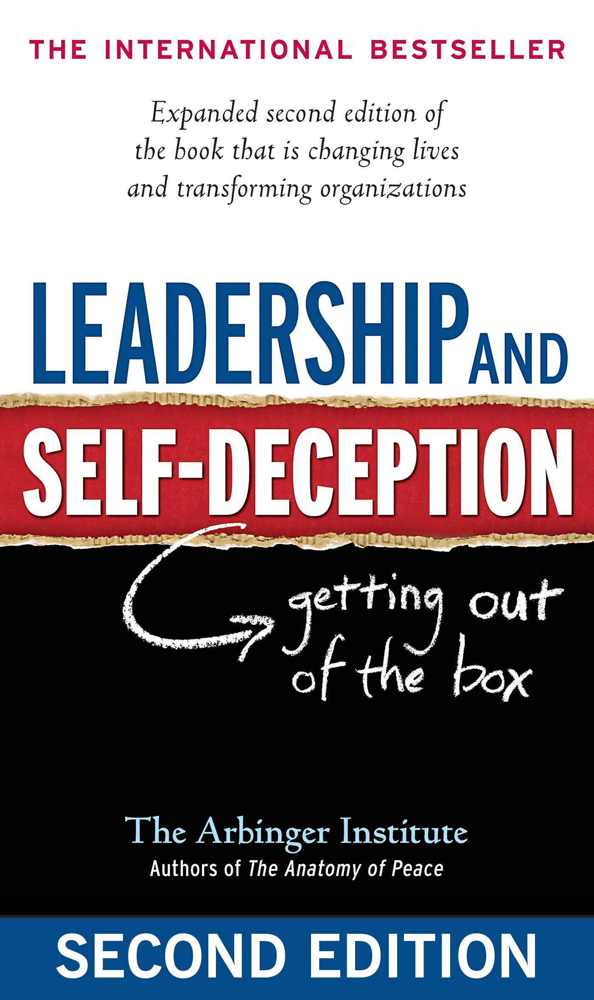 THE INTERNATIONAL BESTSELLER
Expanded second edition of
the book that is changing lives
and transforming organizations
LEADERSHIP AND
SELF-DECEPTION
getting out
of the box
The Arbinger Institute
Authors of The Anatomy of Peace
SECOND EDITION